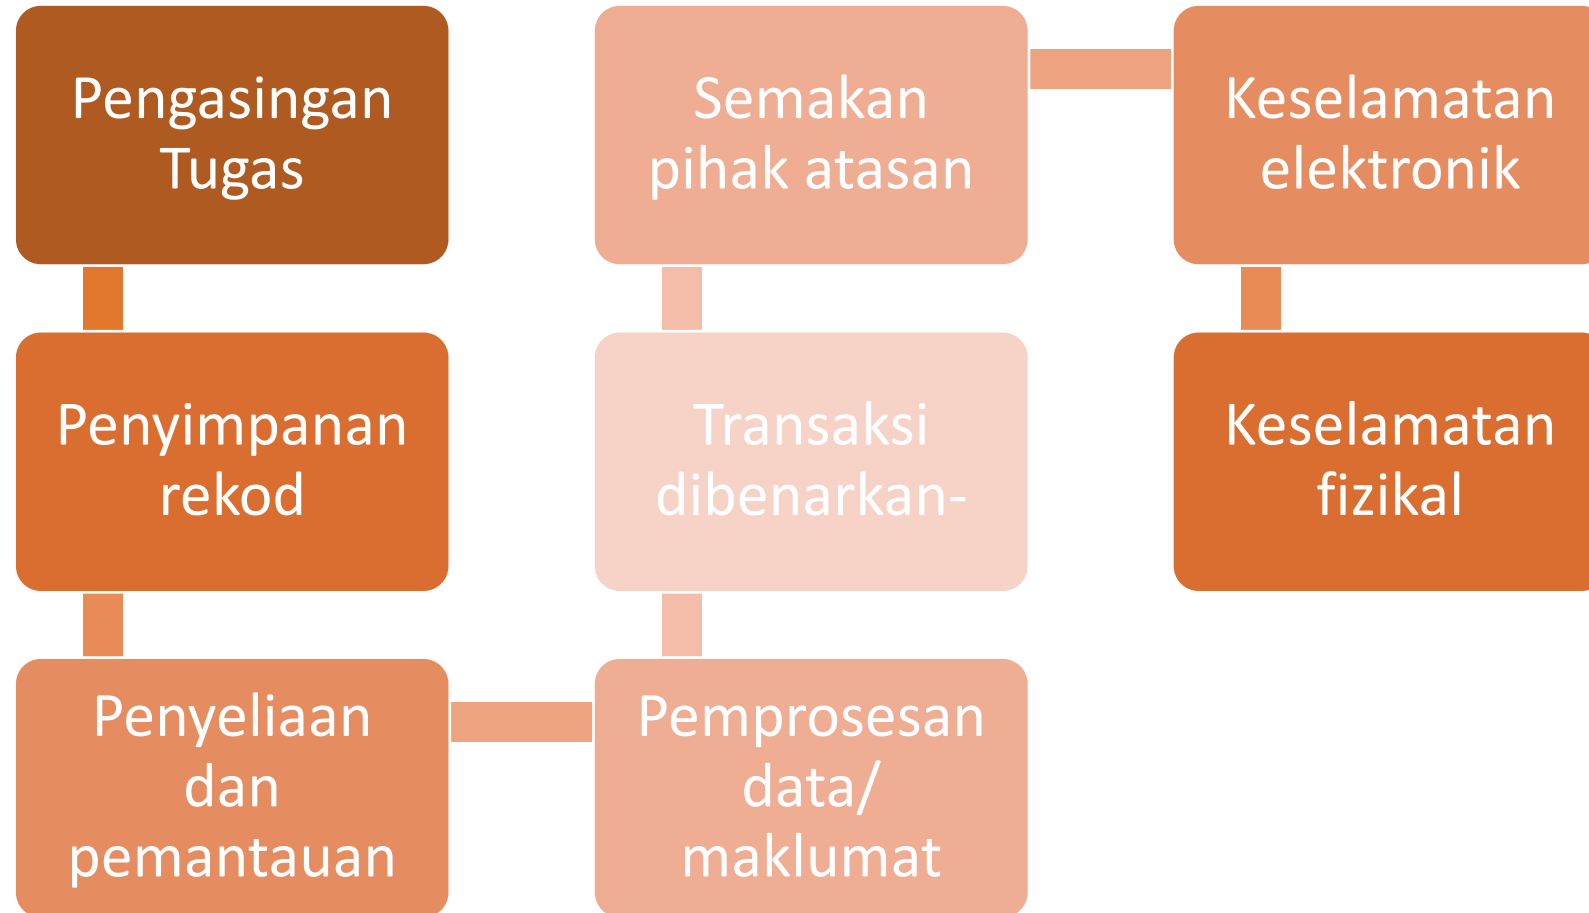 Pengasingan
Tugas
Penyimpanan
rekod
Penyeliaan
dan
pemantauan
Pemprosesan
data/
maklumat
Transaksi
dibenarkan-
Semakan
pihak atasan
Keselamatan
elektronik
Keselamatan
fizikal